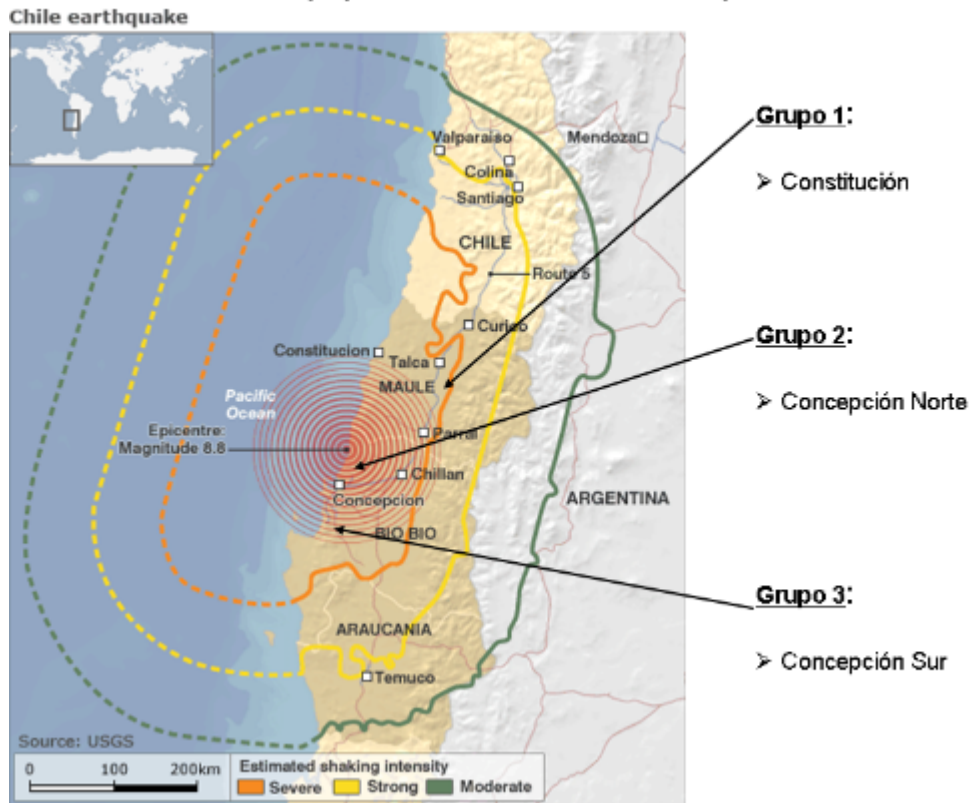 Chile earthquake
Valparaiso
Mendoza
Colina
Santiago
CHILE
Route 5
Curico
Constitucion
Talca
MAULE
Pacific
Ocean
Epicentre:
Magnitude 8.8
Parral
Chillan
Concepcion
ARGENTINA
BIO BIO
ARAUCANIA
Temuco
Source: USGS
0 100 200km
Estimated shaking intensity
Severe Strong Moderate
Grupo 1:
➢ Constitución
Grupo 2:
➢ Concepción Norte
Grupo 3:
➢ Concepción Sur